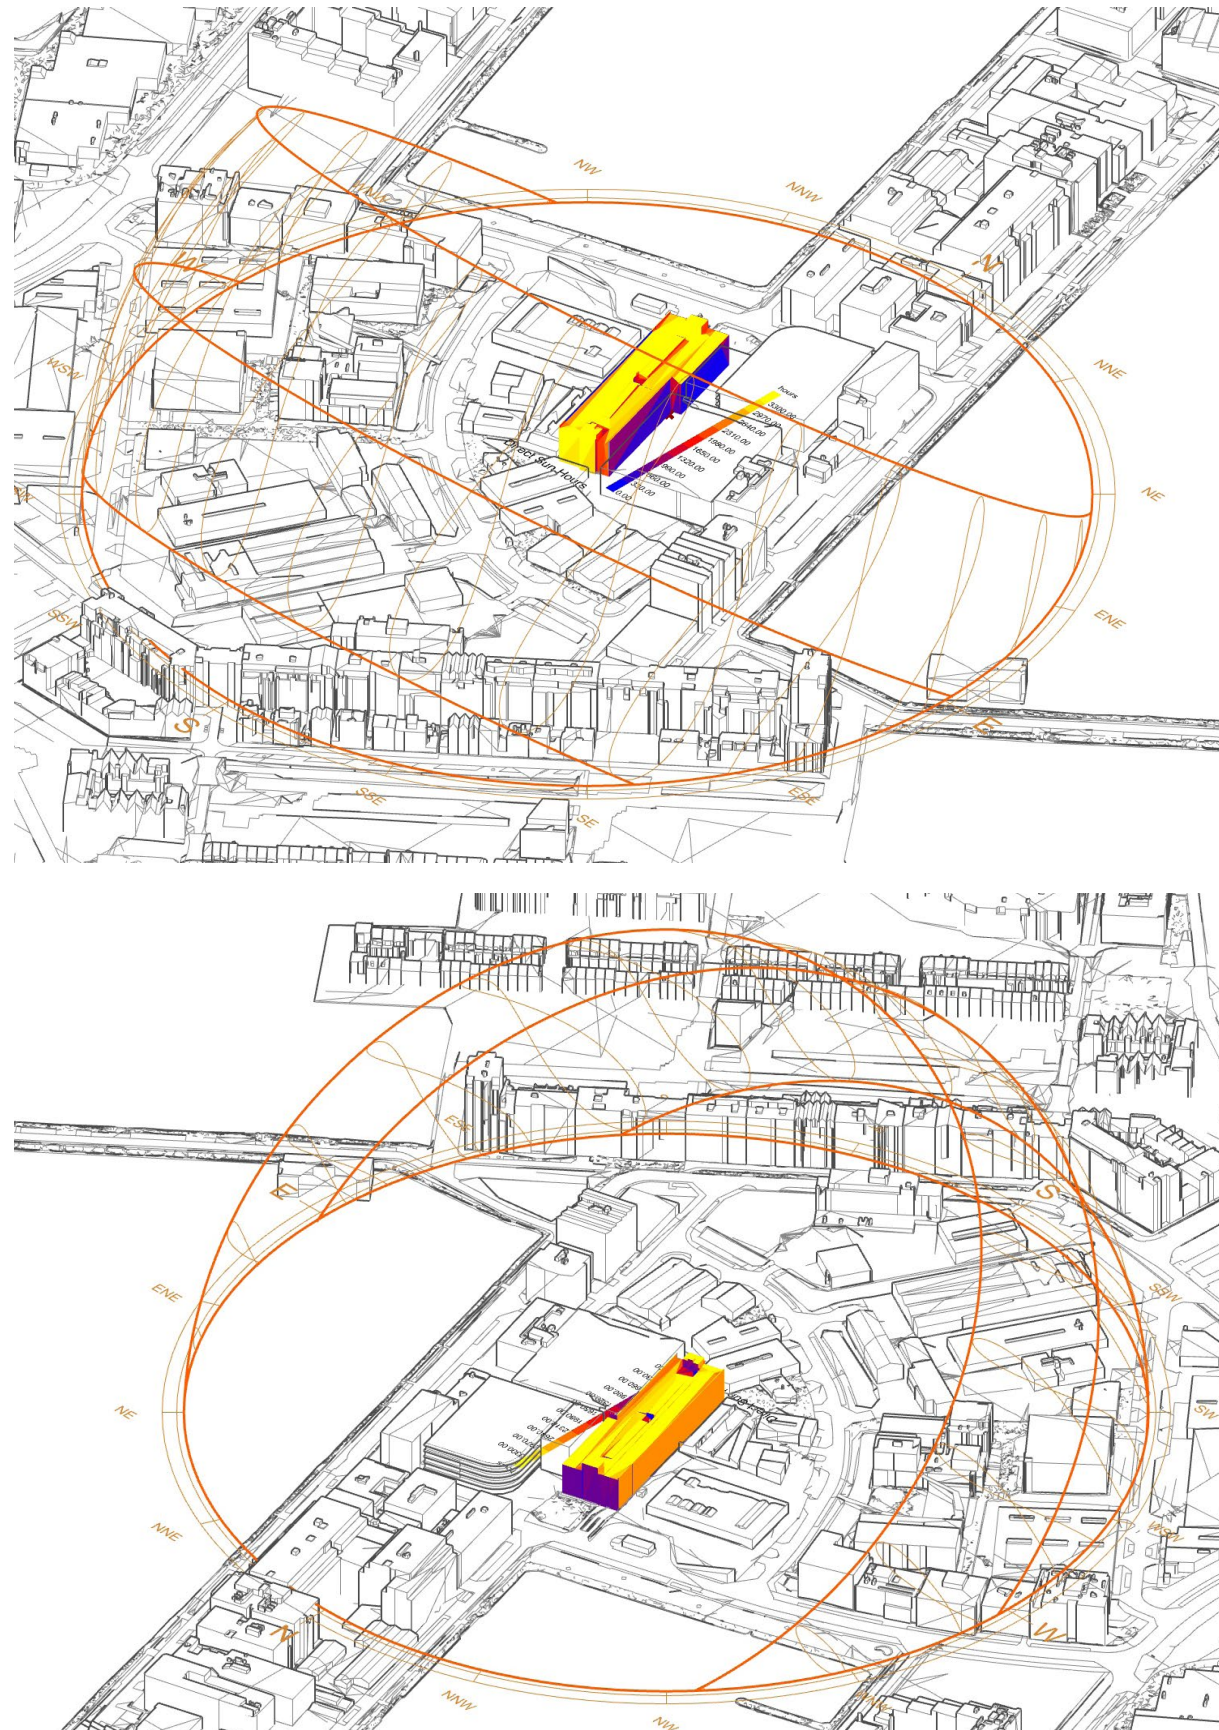 NW
NNW
WNW
N
W
NNE
WSW
hours
3300.00
2970.00
2640.00
2310.00
1980.00
1650.00
1320.00
990.00
660.00
330.00
0.00
Direct Sun Hours
NE
ENE
SSW
S
E
SSE
ESE
SE
ESE
E
S
ENE
SSW
NE
SW
NNE
WSW
N
W
NNW
WNW
NW